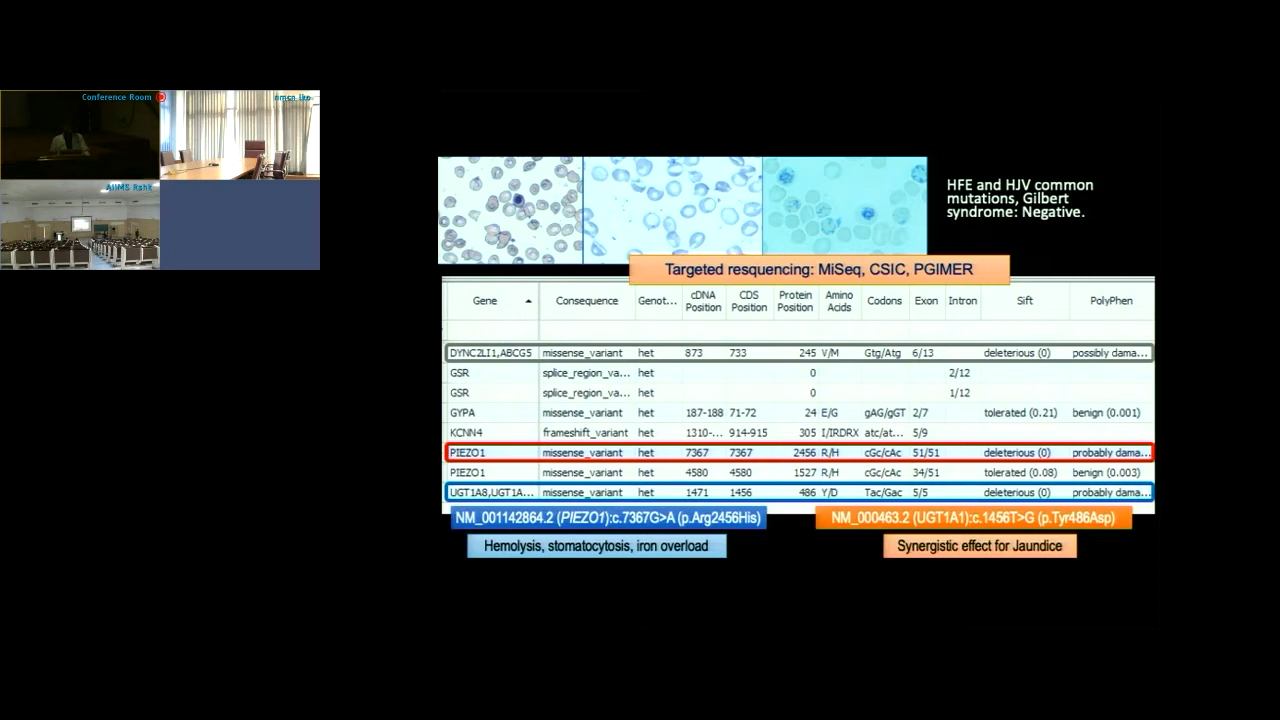 Conference Room
AIIMS Rshk
HFE and HJV common
mutations, Gilbert
syndrome: Negative.
Targeted resquencing: MiSeq, CSIC, PGIMER
Gene Consequence Genot... cDNA Position CDS Position Protein Position Amino Acids Codons Exon Intron Sift PolyPhen
DYNC2LI1,ABCG5 missense_variant het 873 733 245 V/M Gtg/Atg 6/13 deleterious (0) possibly dama...
GSR splice_region_va... het 0 2/12
GSR splice_region_va... het 0 1/12
GYPA missense_variant het 187-188 71-72 24 E/G gAG/gGT 2/7 tolerated (0.21) benign (0.001)
KCNN4 frameshift_variant het 1310-... 914-915 305 I/IRDRX atc/at... 5/9
PIEZO1 missense_variant het 7367 7367 2456 R/H cGc/cAc 51/51 deleterious (0) probably dama...
PIEZO1 missense_variant het 4580 4580 1527 R/H cGc/cAc 34/51 tolerated (0.08) benign (0.003)
UGT1A8,UGT1A... missense_variant het 1471 1456 486 Y/D Tac/Gac 5/5 deleterious (0) probably dama...
NM_001142864.2 (PIEZO1):c.7367G>A (p.Arg2456His)
NM_000463.2 (UGT1A1):c.1456T>G (p.Tyr486Asp)
Hemolysis, stomatocytosis, iron overload
Synergistic effect for Jaundice